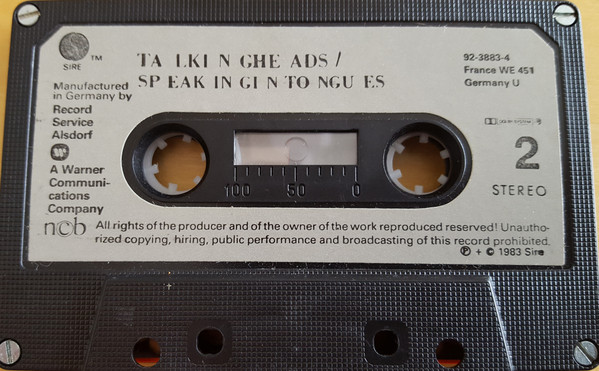 SIRE ™
TA LKI N GHE ADS /
SP EAK IN GI N TO NGU ES
92-3883-4
France WE 451
Germany U
Manufactured
in Germany by
Record
Service
Alsdorf
A Warner
Communi-
cations
Company
2
STEREO
100 50 0
n©b
All rights of the producer and of the owner of the work reproduced reserved! Unautho-
rized copying, hiring, public performance and broadcasting of this record prohibited.
℗ + © 1983 Sire